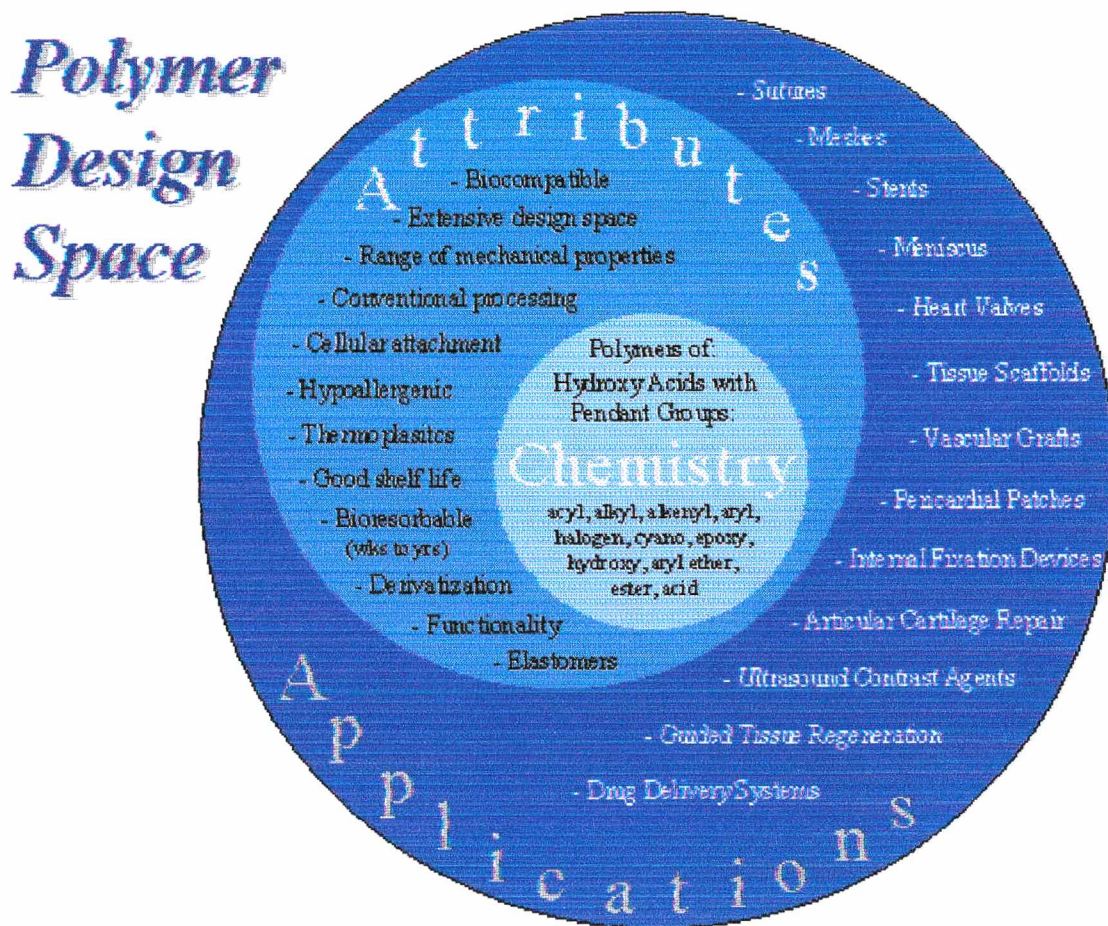 Polymer
Design
Space
Attributes
- Biocompatible
- Extensive design space
- Range of mechanical properties
- Conventional processing
- Cellular attachment
- Hypoallergenic
- Thermoplasitcs
- Good shelf life
- Bioresorbable
(wks to yrs)
- Derivatization
- Functionality
- Elastomers
Polymers of:
Hydroxy Acids with
Pendant Groups:
Chemistry
acyl, alkyl, alkenyl, aryl,
halogen, cyano, epoxy,
hydroxy, aryl ether,
ester, acid
- Sutures
- Meshes
- Stents
- Meniscus
- Heart Valves
- Tissue Scaffolds
- Vascular Grafts
- Pericardial Patches
- Internal Fixation Devices
- Articular Cartilage Repair
- Ultrasound Contrast Agents
- Guided Tissue Regeneration
- Drug Delivery Systems
Applications